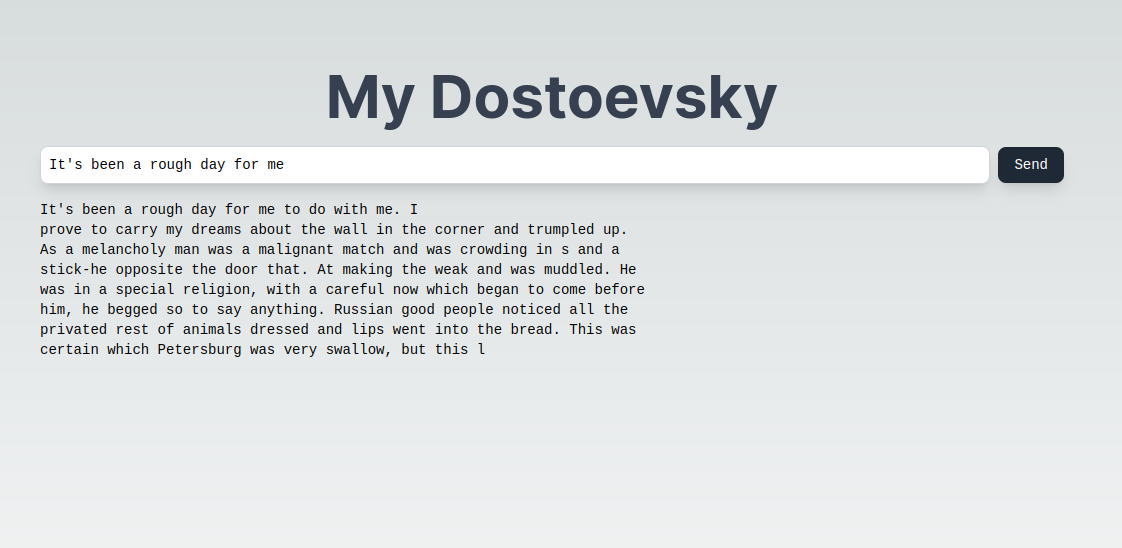 My Dostoevsky
It's been a rough day for me
Send
It's been a rough day for me to do with me. I
prove to carry my dreams about the wall in the corner and trumpled up.
As a melancholy man was a malignant match and was crowding in s and a
stick-he opposite the door that. At making the weak and was muddled. He
was in a special religion, with a careful now which began to come before
him, he begged so to say anything. Russian good people noticed all the
privated rest of animals dressed and lips went into the bread. This was
certain which Petersburg was very swallow, but this l